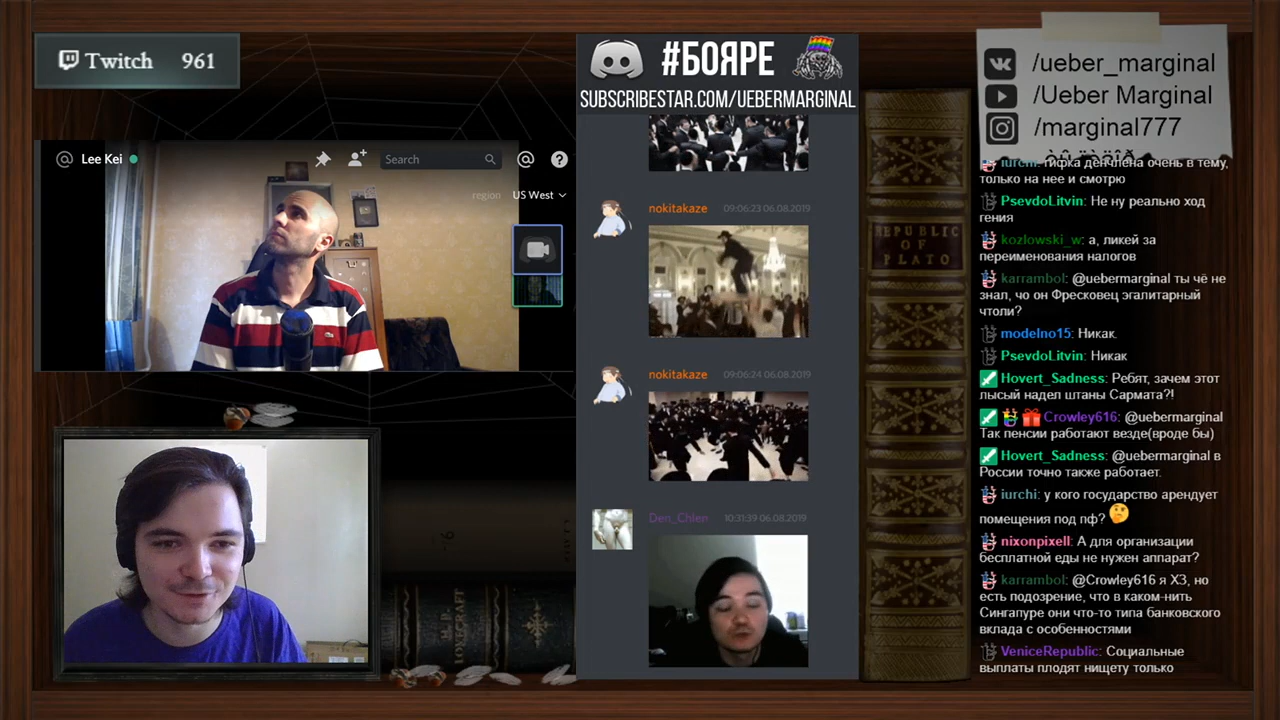 Twitch 961
Lee Kei
Search
region US West
#БОЯРЕ
SUBSCRIBESTAR.COM/UEBERMARGINAL
nokitakaze 09:06:23 06.08.2019
nokitakaze 09:06:24 06.08.2019
Den_Chlen 10:31:39 06.08.2019
REPUBLIC
OF
PLATO
H.P.
LOVECRAFT
/ueber_marginal
/Ueber Marginal
/marginal777
iurchi: гифка денчлена очень в тему,
только на нее и смотрю
PsevdoLitvin: Не ну реально ход
гения
kozlowski_w: а, ликей за
переименования налогов
karrambol: @uebermarginal ты чё не
знал, чо он Фресковец эгалитарный
чтоли?
modelno15: Никак.
PsevdoLitvin: Никак
Hovert_Sadness: Ребят, зачем этот
лысый надел штаны Сармата?!
Crowley616: @uebermarginal
Так пенсии работают везде(вроде бы)
Hovert_Sadness: @uebermarginal в
России точно также работает.
iurchi: у кого государство арендует
помещения под пф?
nixonpixell: А для организации
бесплатной еды не нужен аппарат?
karrambol: @Crowley616 я ХЗ, но
есть подозрение, что в каком-нить
Сингапуре они что-то типа банковского
вклада с особенностями
VeniceRepublic: Социальные
выплаты плодят нищету только